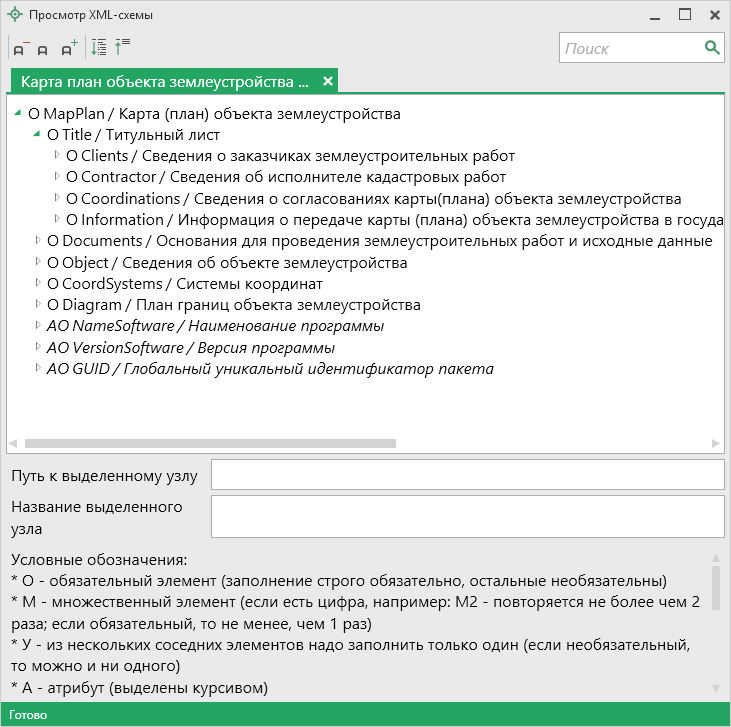 Просмотр XML-схемы
Поиск
Карта план объекта землеустройства ...
О MapPlan / Карта (план) объекта землеустройства
О Title / Титульный лист
О Clients / Сведения о заказчиках землеустроительных работ
О Contractor / Сведения об исполнителе кадастровых работ
О Coordinations / Сведения о согласованиях карты(плана) объекта землеустройства
О Information / Информация о передаче карты (плана) объекта землеустройства в госуда
О Documents / Основания для проведения землеустроительных работ и исходные данные
О Object / Сведения об объекте землеустройства
О CoordSystems / Системы координат
О Diagram / План границ объекта землеустройства
АО NameSoftware / Наименование программы
АО VersionSoftware / Версия программы
АО GUID / Глобальный уникальный идентификатор пакета
Путь к выделенному узлу
Название выделенного
узла
Условные обозначения:
* О - обязательный элемент (заполнение строго обязательно, остальные необязательны)
* М - множественный элемент (если есть цифра, например: М2 - повторяется не более чем 2
раза; если обязательный, то не менее, чем 1 раз)
* У - из нескольких соседних элементов надо заполнить только один (если необязательный,
то можно и ни одного)
* А - атрибут (выделены курсивом)
Готово